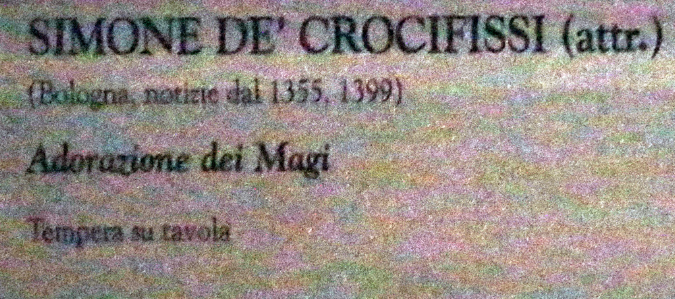 SIMONE DE' CROCIFISSI (attr.)
(Bologna, notizie dal 1355, 1399)
Adorazione dei Magi
Tempera su tavola